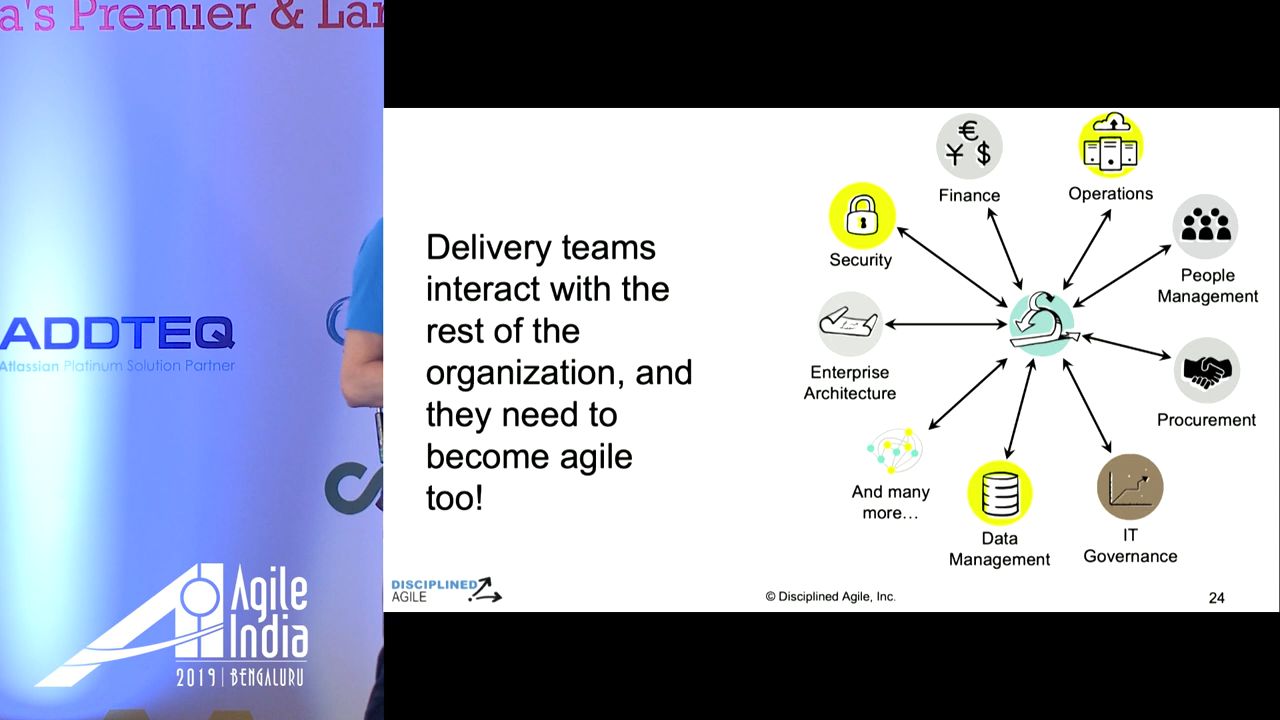 a's Premier & Lar
ADDTEQ
Atlassian Platinum Solution Partner
Agile
India
2019 | BENGALURU
Delivery teams
interact with the
rest of the
organization, and
they need to
become agile
too!
Finance
Operations
Security
People
Management
Enterprise
Architecture
Procurement
And many
more…
Data
Management
IT
Governance
DISCIPLINED
AGILE
© Disciplined Agile, Inc.
24